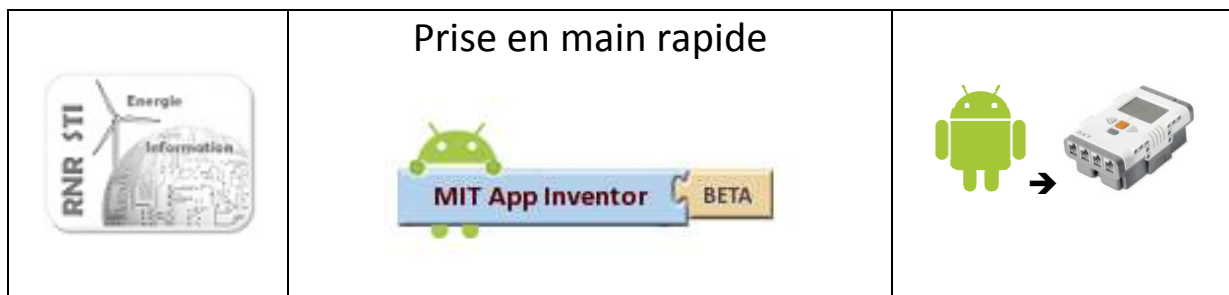 RNR STI
Energie
Information
Prise en main rapide
MIT App Inventor
BETA